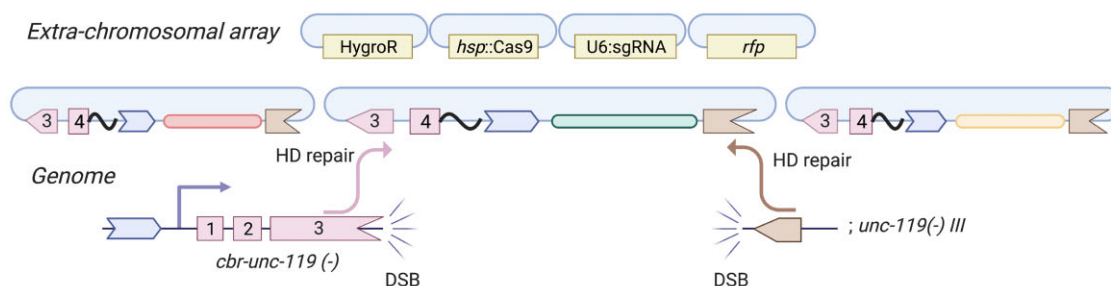 Extra-chromosomal array
HygroR
hsp::Cas9
U6:sgRNA
rfp
3 4
3 4
3 4
HD repair
HD repair
Genome
1 2 3
; unc-119(-) III
cbr-unc-119 (-)
DSB
DSB